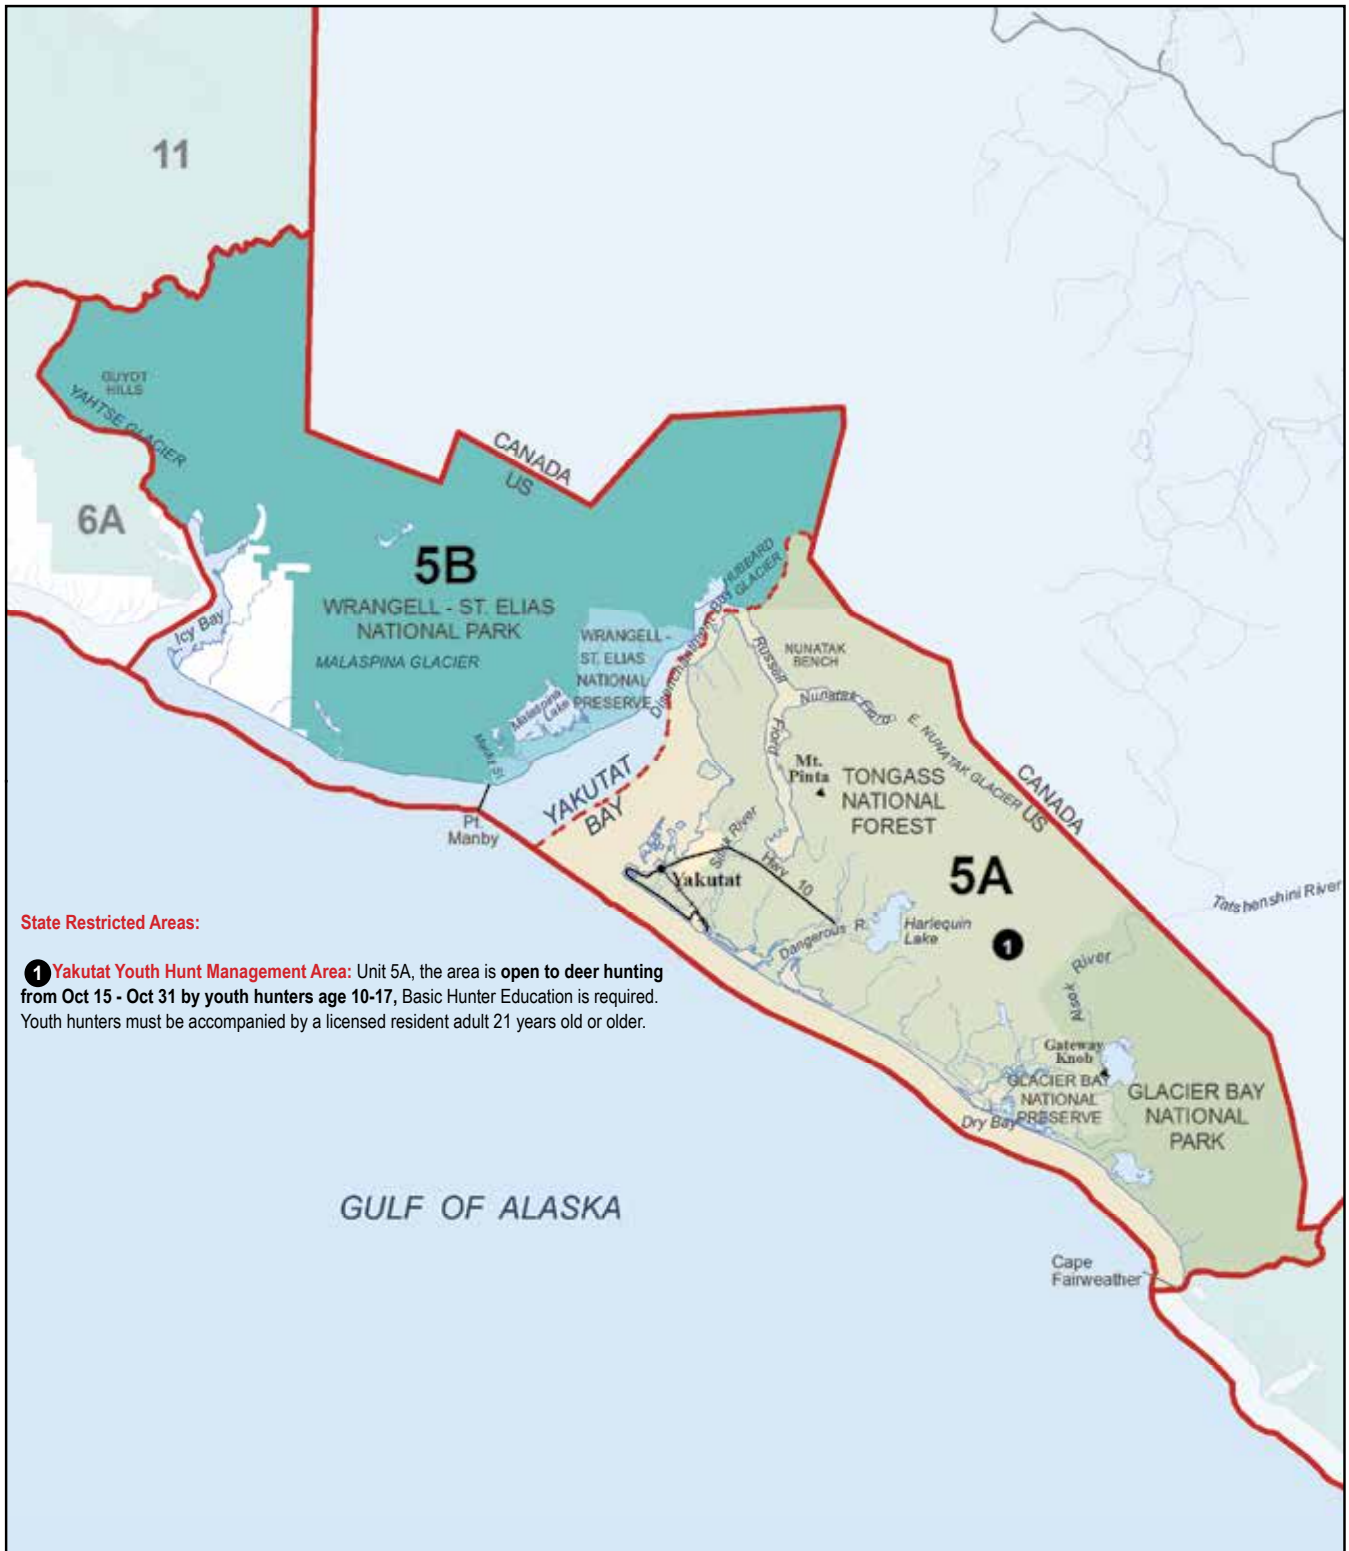 11
GUYOT
HILLS
YAHTSE GLACIER
6A
CANADA
US
5B
WRANGELL - ST. ELIAS
NATIONAL PARK
MALASPINA GLACIER
Icy Bay
WRANGELL -
ST. ELIAS
NATIONAL
PRESERVE
Malaspina
Lake
Disenchantment Bay
HUBBARD
GLACIER
Russell
Fiord
NUNATAK
BENCH
Nunatak Fiord
E. NUNATAK GLACIER
CANADA
US
Mt.
Pinta
TONGASS
NATIONAL
FOREST
YAKUTAT
BAY
Pt.
Manby
River
Hwy 10
Yakutat
5A
1
Dangerous R.
Harlequin
Lake
Tatshenshini River
Alsok River
State Restricted Areas:
1 Yakutat Youth Hunt Management Area: Unit 5A, the area is open to deer hunting
from Oct 15 - Oct 31 by youth hunters age 10-17, Basic Hunter Education is required.
Youth hunters must be accompanied by a licensed resident adult 21 years old or older.
Gateway
Knob
GLACIER BAY
NATIONAL
PRESERVE
Dry Bay
GLACIER BAY
NATIONAL
PARK
GULF OF ALASKA
Cape
Fairweather